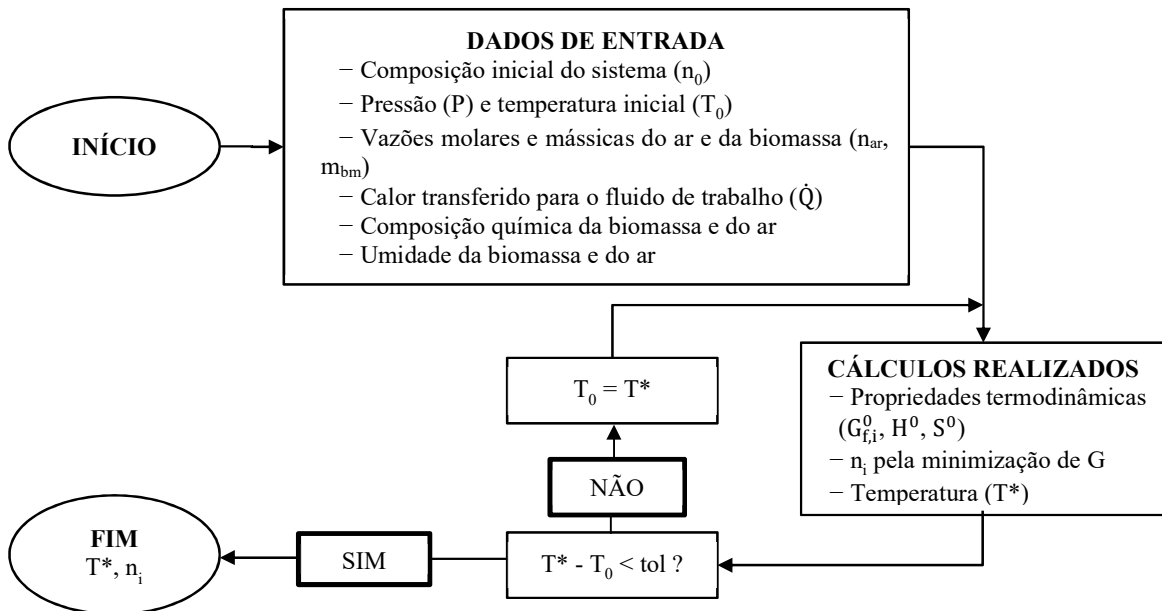 DADOS DE ENTRADA
− Composição inicial do sistema (n₀)
− Pressão (P) e temperatura inicial (T₀)
− Vazões molares e mássicas do ar e da biomassa (nₐᵣ,
m_bm)
− Calor transferido para o fluido de trabalho (Q̇)
− Composição química da biomassa e do ar
− Umidade da biomassa e do ar
INÍCIO
T₀ = T*
CÁLCULOS REALIZADOS
− Propriedades termodinâmicas
(G⁰_f,i, H⁰, S⁰)
− nᵢ pela minimização de G
− Temperatura (T*)
NÃO
FIM
T*, nᵢ
SIM
T* - T₀ < tol ?